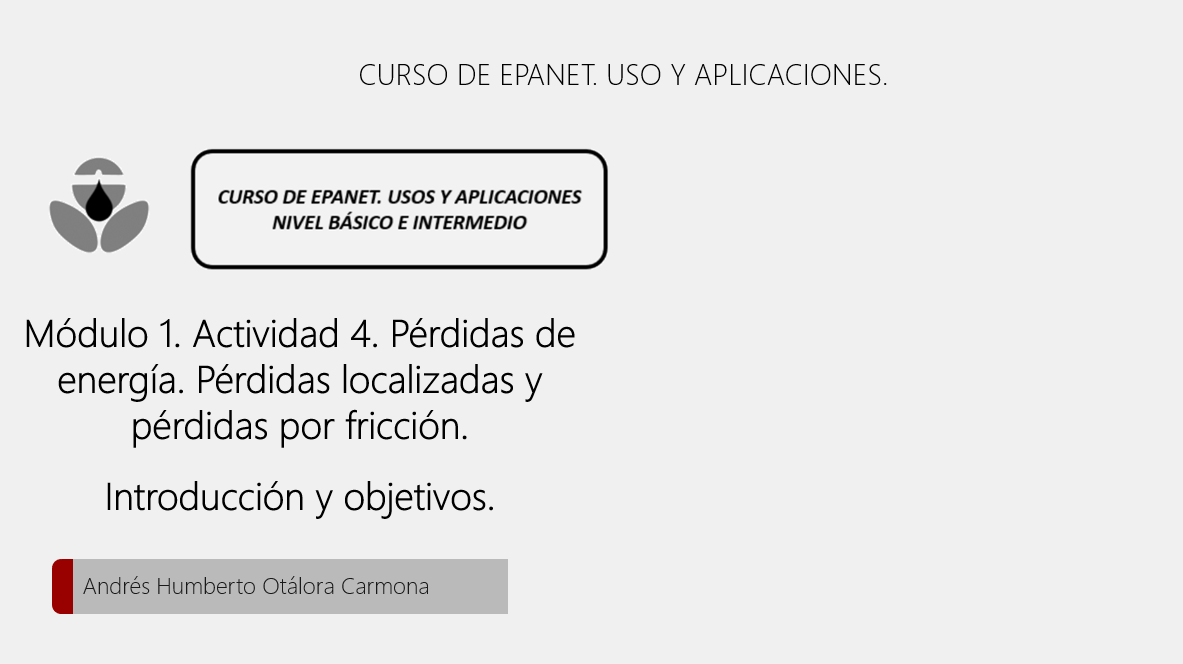 CURSO DE EPANET. USO Y APLICACIONES.
CURSO DE EPANET. USOS Y APLICACIONES
NIVEL BÁSICO E INTERMEDIO
Módulo 1. Actividad 4. Pérdidas de
energía. Pérdidas localizadas y
pérdidas por fricción.
Introducción y objetivos.
Andrés Humberto Otálora Carmona